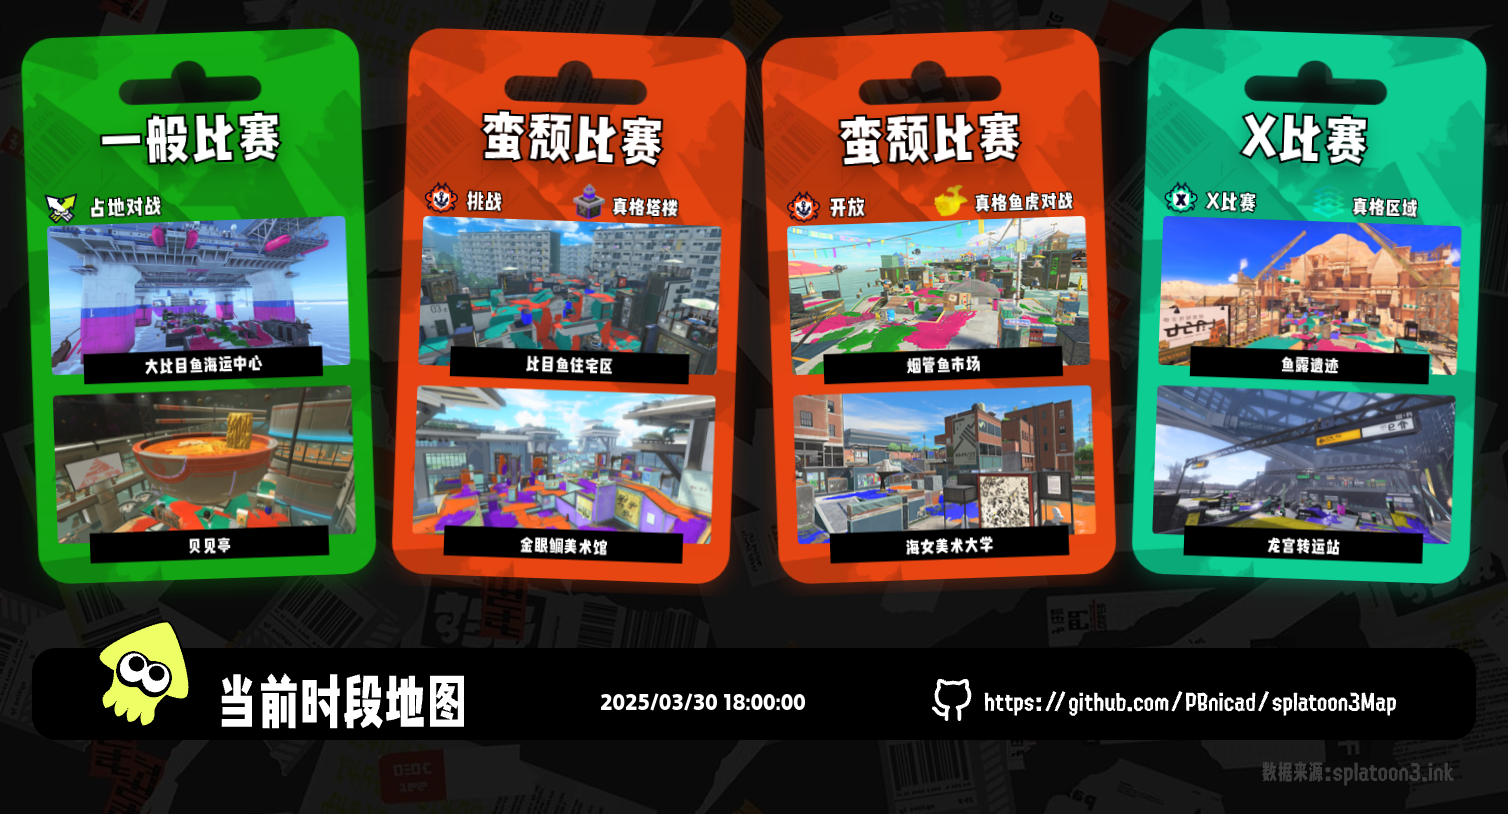 一般比赛
占地对战
大比目鱼海运中心
贝见亭
蛮颓比赛
挑战
真格塔楼
比目鱼住宅区
金眼鲷美术馆
蛮颓比赛
开放
真格鱼虎对战
烟管鱼市场
海女美术大学
X比赛
X比赛
真格区域
鱼露遗迹
龙宫转运站
当前时段地图
2025/03/30 18:00:00
https://github.com/PBnicad/splatoon3Map
数据来源:splatoon3.ink